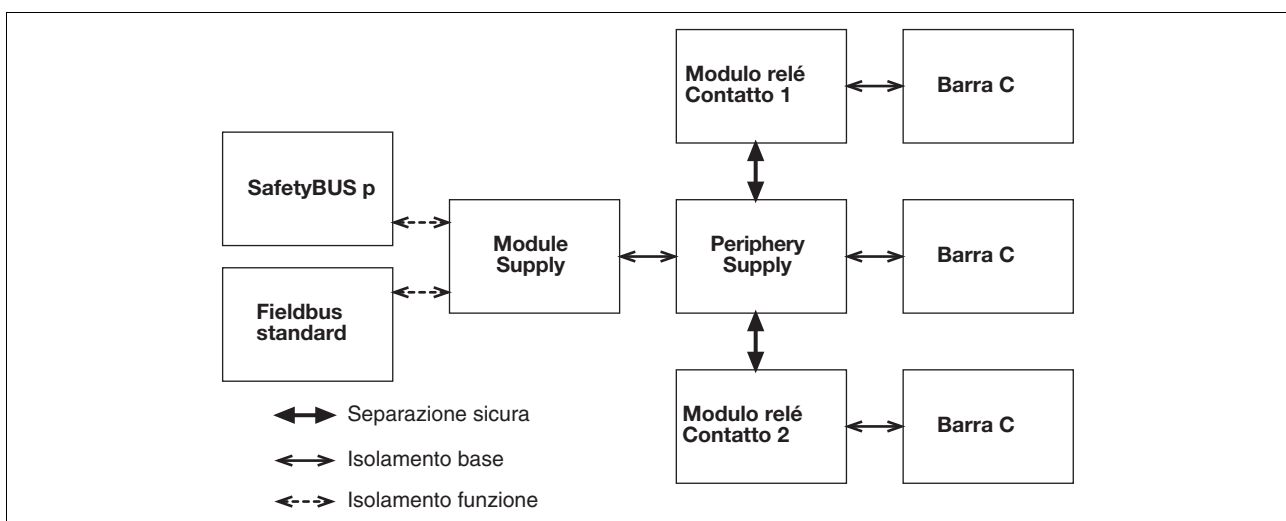 Modulo relé
Contatto 1
Barra C
SafetyBUS p
Module
Supply
Periphery
Supply
Barra C
Fieldbus
standard
Modulo relé
Contatto 2
Barra C
Separazione sicura
Isolamento base
Isolamento funzione